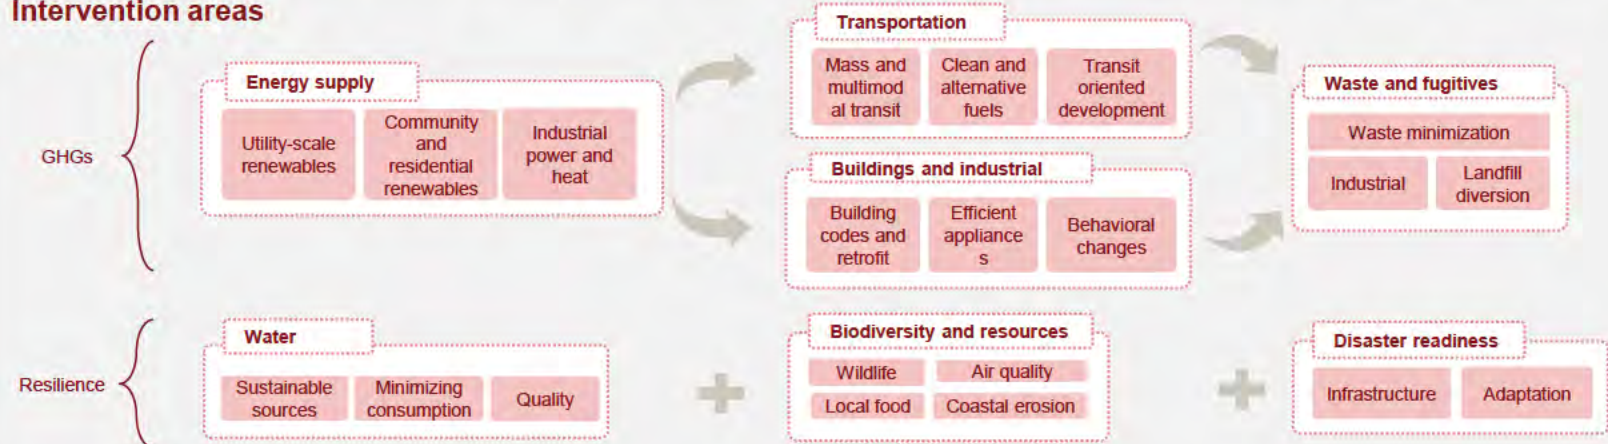 Intervention areas
GHGs
Energy supply
Utility-scale
renewables
Community
and
residential
renewables
Industrial
power and
heat
Transportation
Mass and
multimod
al transit
Clean and
alternative
fuels
Transit
oriented
development
Buildings and industrial
Building
codes and
retrofit
Efficient
appliance
s
Behavioral
changes
Waste and fugitives
Waste minimization
Industrial
Landfill
diversion
Resilience
Water
Sustainable
sources
Minimizing
consumption
Quality
Biodiversity and resources
Wildlife
Air quality
Local food
Coastal erosion
Disaster readiness
Infrastructure
Adaptation